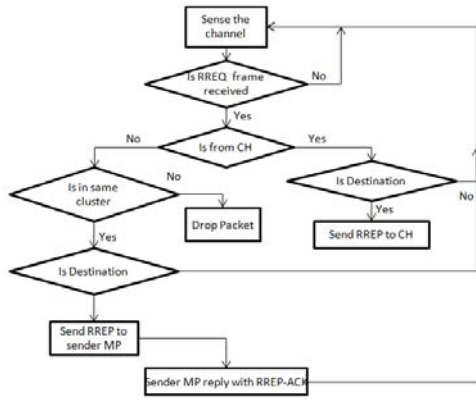 Sense the
channel
Is RREQ frame
received
No
Yes
Is from CH
No
Yes
Is in same
cluster
No
Is Destination
No
Yes
Drop Packet
Send RREP to CH
Yes
Is Destination
Send RREP to
sender MP
Sender MP reply with RREP-ACK